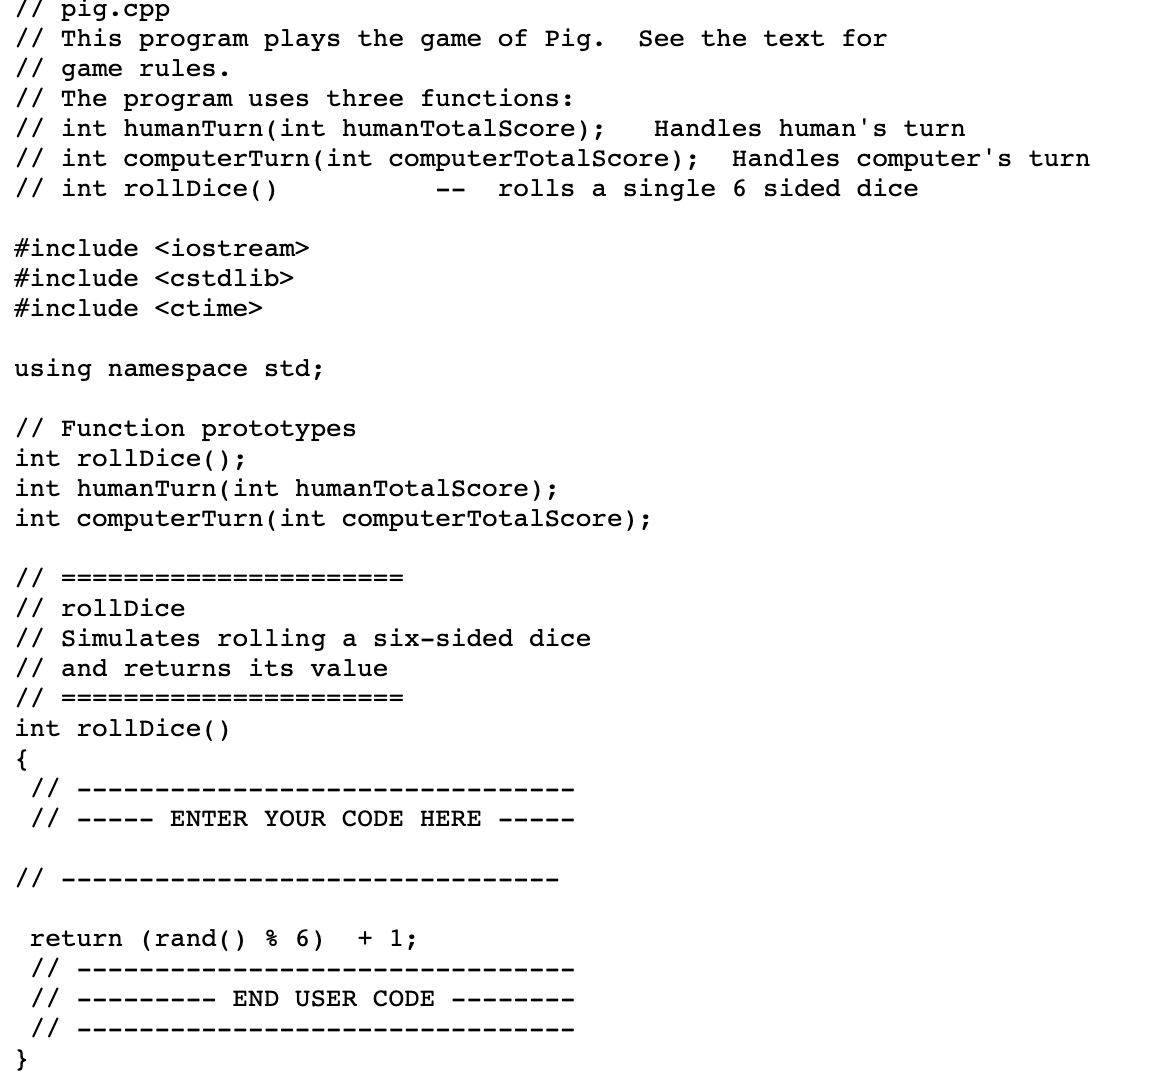 // pig.cpp
// This program plays the game of Pig.  See the text for
// game rules.
// The program uses three functions:
// int humanTurn(int humanTotalScore);   Handles human's turn
// int computerTurn(int computerTotalScore);  Handles computer's turn
// int rollDice()          --  rolls a single 6 sided dice

#include <iostream>
#include <cstdlib>
#include <ctime>

using namespace std;

// Function prototypes
int rollDice();
int humanTurn(int humanTotalScore);
int computerTurn(int computerTotalScore);

// ======================
// rollDice
// Simulates rolling a six-sided dice
// and returns its value
// ======================
int rollDice()
{
 // --------------------------------
 // ----- ENTER YOUR CODE HERE -----

// --------------------------------

 return (rand() % 6)  + 1;
 // --------------------------------
 // --------- END USER CODE --------
 // --------------------------------
}